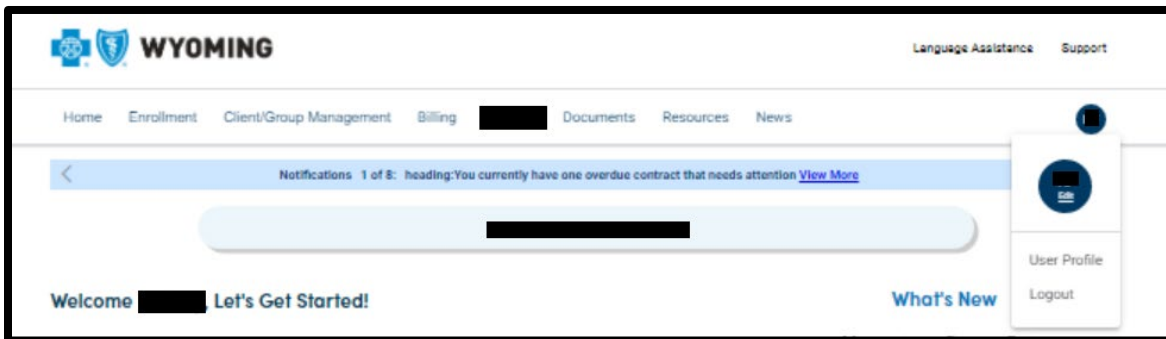 WYOMING
Language Assistance Support
Home Enrollment Client/Group Management Billing Documents Resources News
Notifications 1 of 8: heading:You currently have one overdue contract that needs attention View More
Edit
User Profile
Welcome , Let's Get Started!
What's New
Logout